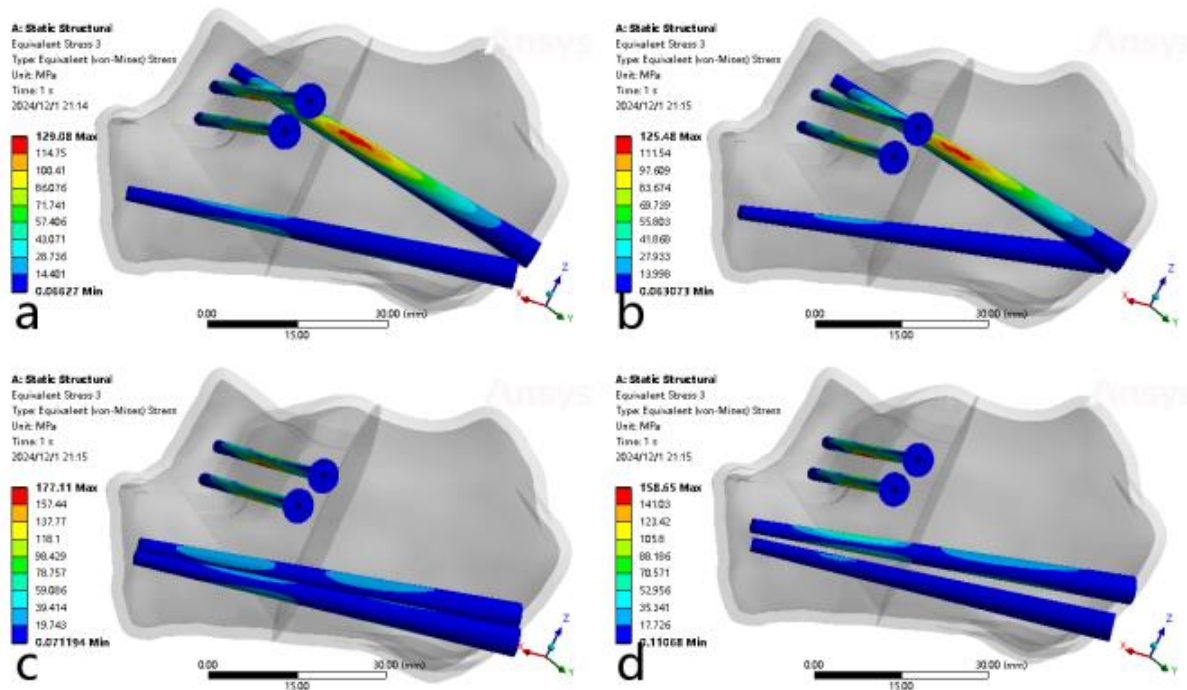 A: Static Structural
Equivalent Stress 3
Type: Equivalent (von-Mises) Stress
Unit: MPa
Time: 1 s
2024/12/1 21:14
129.08 Max
114.75
100.41
86.076
71.741
57.406
43.071
28.736
14.401
0.06627 Min
a
0.00
30.00 (mm)
15.00
X
Y
Z
Ansys
A: Static Structural
Equivalent Stress 3
Type: Equivalent (von-Mises) Stress
Unit: MPa
Time: 1 s
2024/12/1 21:15
125.48 Max
111.54
97.609
83.674
69.739
55.803
41.868
27.933
13.998
0.063073 Min
b
0.00
30.00 (mm)
15.00
X
Y
Z
Ansys
A: Static Structural
Equivalent Stress 3
Type: Equivalent (von-Mises) Stress
Unit: MPa
Time: 1 s
2024/12/1 21:15
177.11 Max
157.44
137.77
118.1
98.429
78.757
59.086
39.414
19.743
0.071194 Min
c
0.00
30.00 (mm)
15.00
X
Y
Z
Ansys
A: Static Structural
Equivalent Stress 3
Type: Equivalent (von-Mises) Stress
Unit: MPa
Time: 1 s
2024/12/1 21:15
158.65 Max
141.03
123.42
105.8
88.186
70.571
52.956
35.341
17.726
0.11068 Min
d
0.00
30.00 (mm)
15.00
X
Y
Z
Ansys